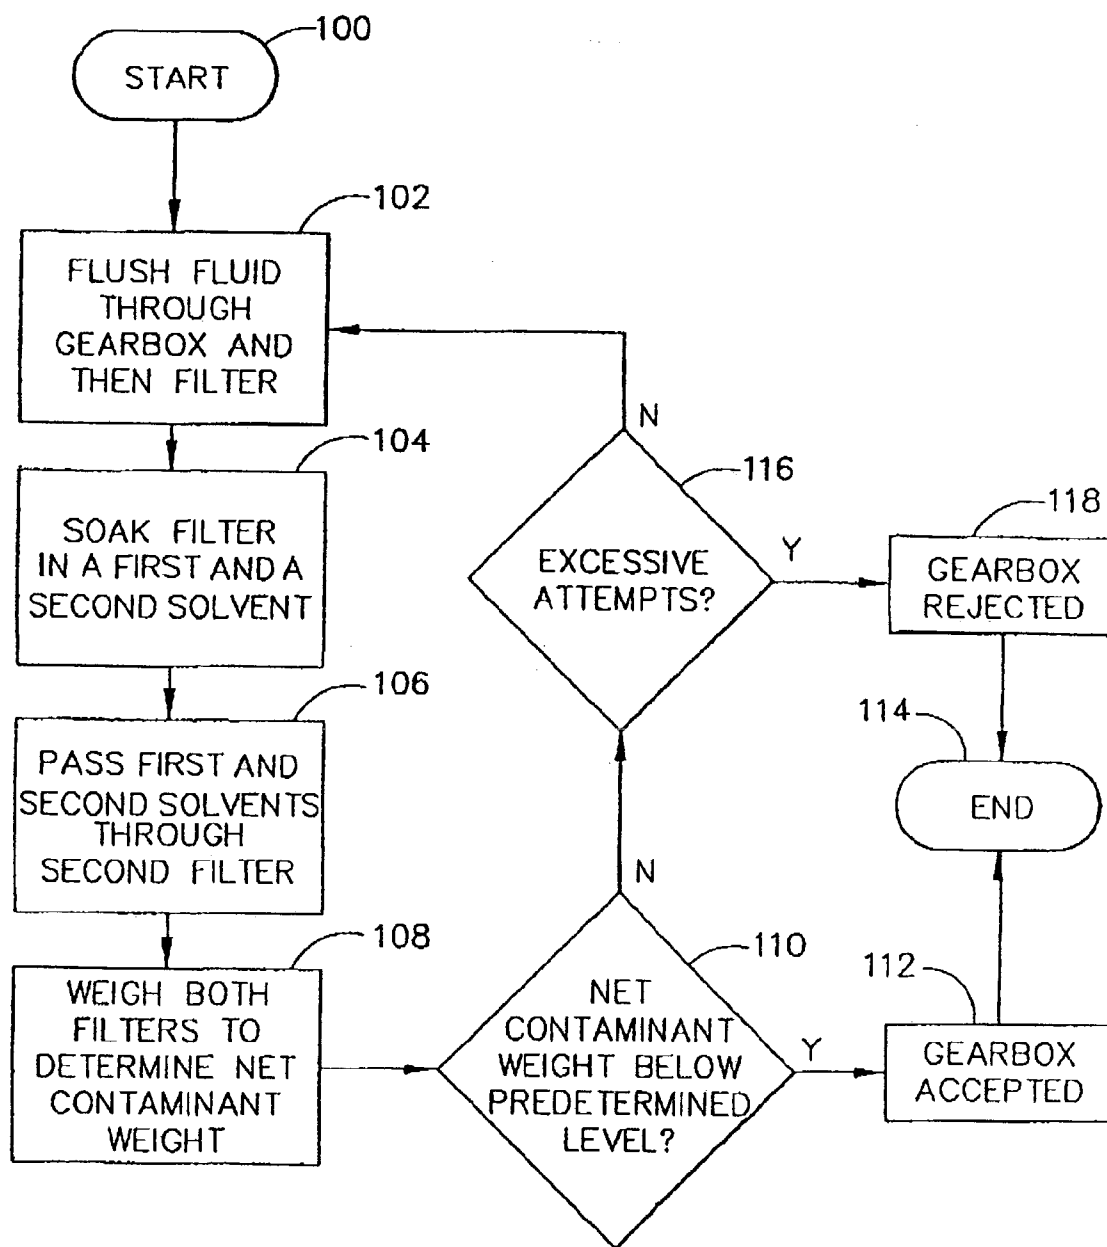 100
START
102
FLUSH FLUID
THROUGH
GEARBOX AND
THEN FILTER
104
SOAK FILTER
IN A FIRST AND A
SECOND SOLVENT
106
PASS FIRST AND
SECOND SOLVENTS
THROUGH
SECOND FILTER
108
WEIGH BOTH
FILTERS TO
DETERMINE NET
CONTAMINANT
WEIGHT
110
NET
CONTAMINANT
WEIGHT BELOW
PREDETERMINED
LEVEL?
N
Y
116
EXCESSIVE
ATTEMPTS?
N
Y
118
GEARBOX
REJECTED
114
END
112
GEARBOX
ACCEPTED